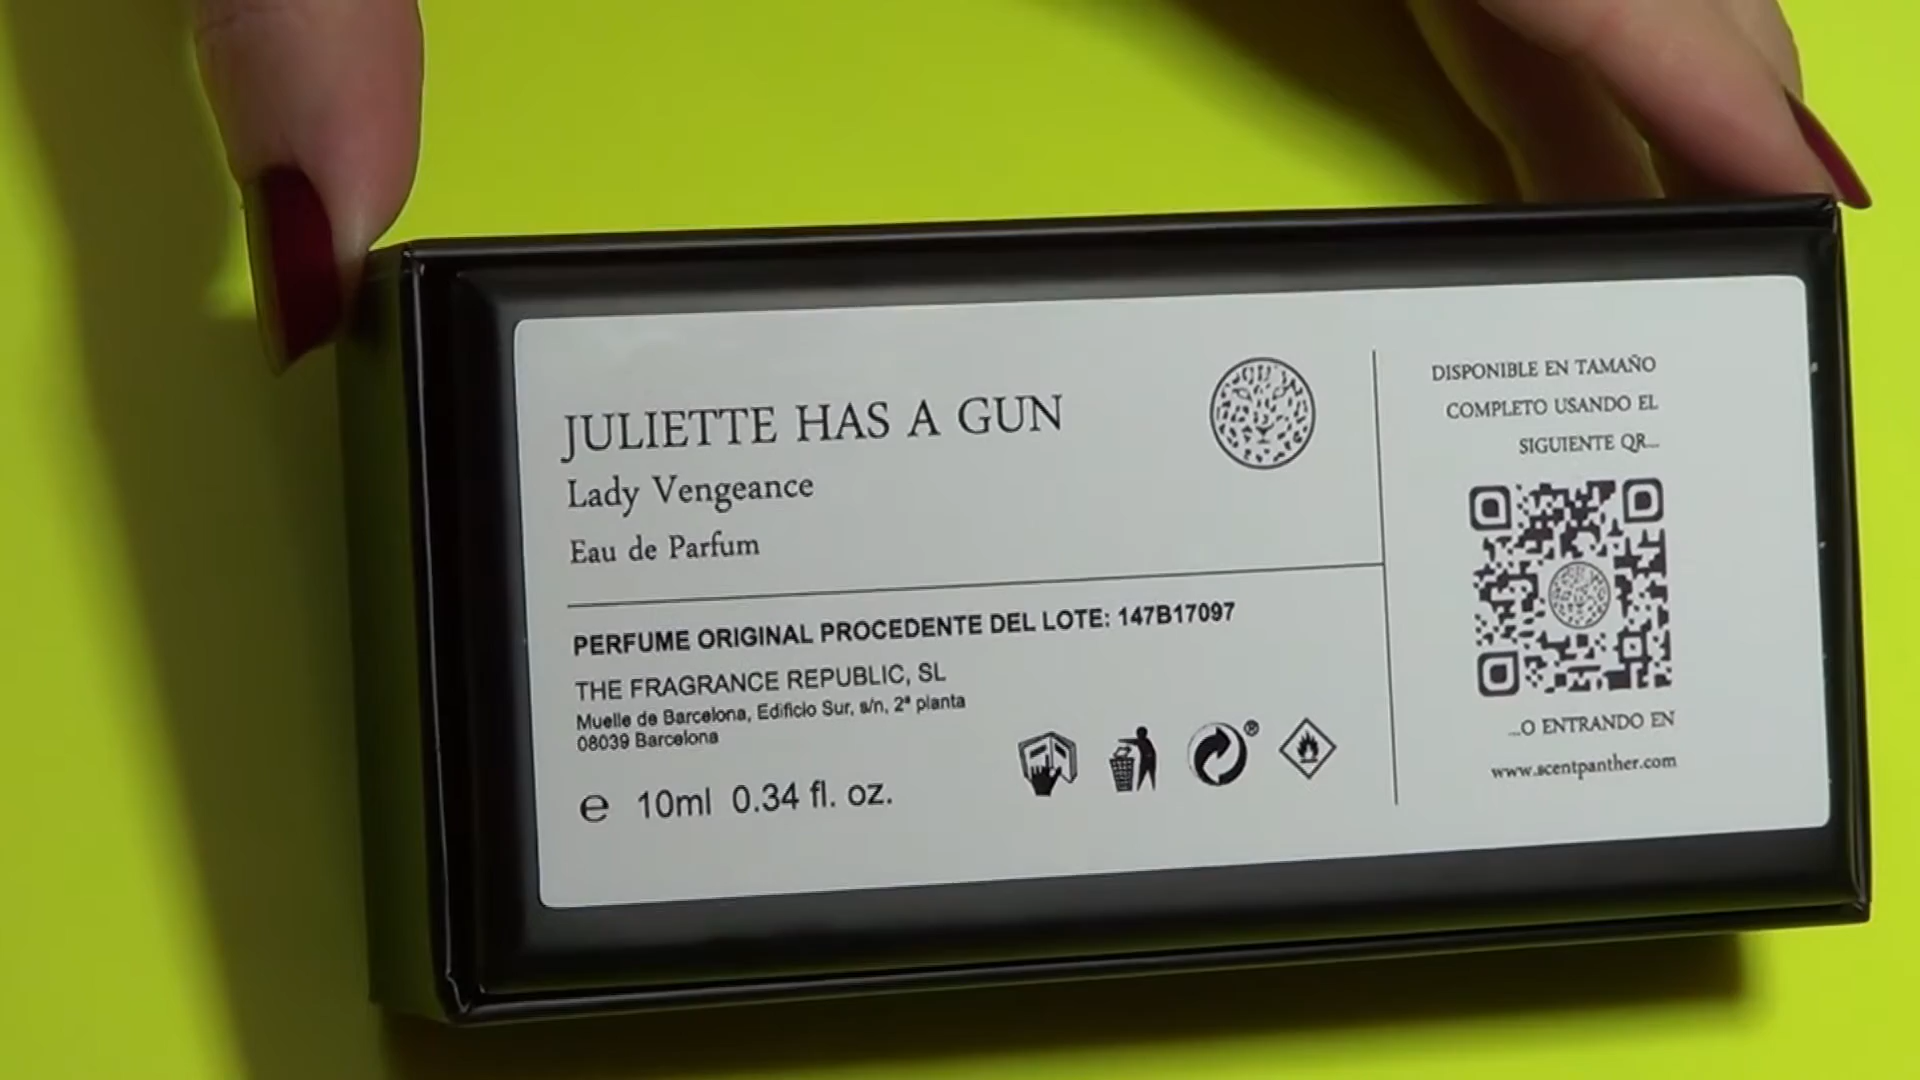 JULIETTE HAS A GUN
Lady Vengeance
Eau de Parfum
PERFUME ORIGINAL PROCEDENTE DEL LOTE: 147B17097
THE FRAGRANCE REPUBLIC, SL
Muelle de Barcelona, Edificio Sur, s/n, 2ª planta
08039 Barcelona
℮ 10ml 0.34 fl. oz.
®
DISPONIBLE EN TAMAÑO
COMPLETO USANDO EL
SIGUIENTE QR...
...O ENTRANDO EN
www.scentpanther.com